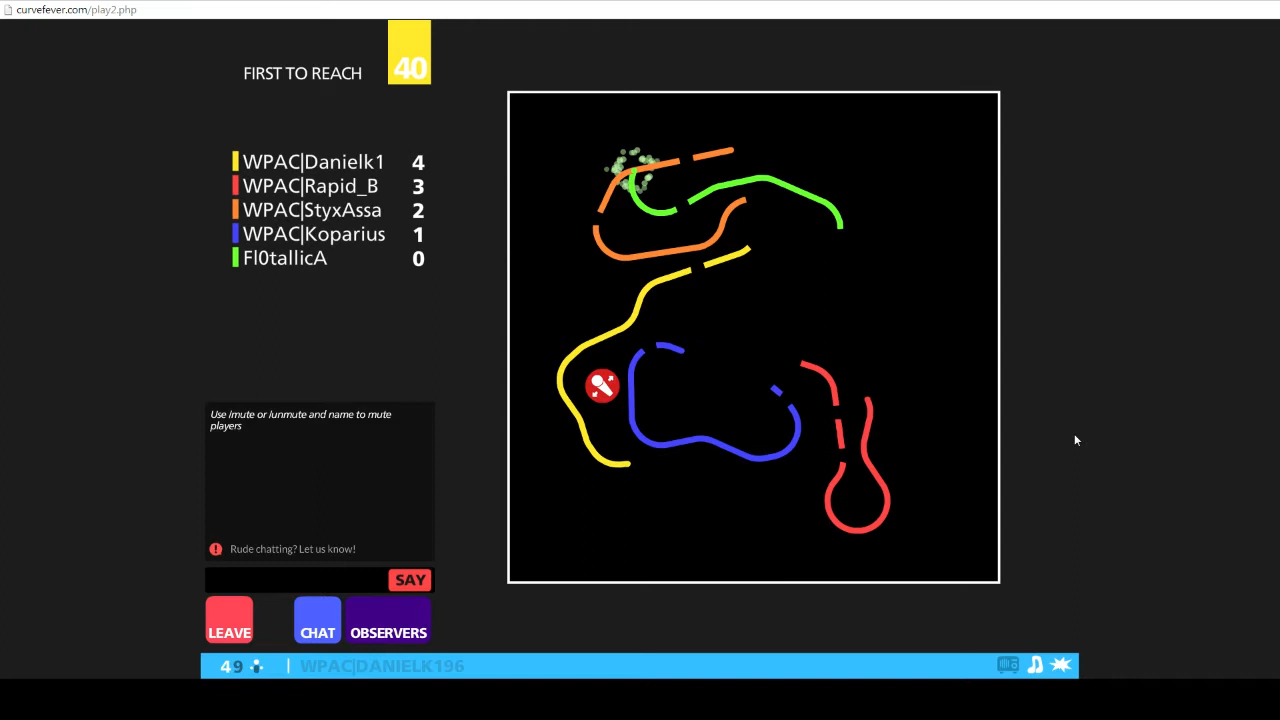 curvefever.com/play2.php
FIRST TO REACH
40
WPAC|Danielk1 4
WPAC|Rapid_B 3
WPAC|StyxAssa 2
WPAC|Koparius 1
Fl0tallicA 0
Use /mute or /unmute and name to mute
players
Rude chatting? Let us know!
SAY
LEAVE
CHAT
OBSERVERS
49
WPAC|DANIELK196